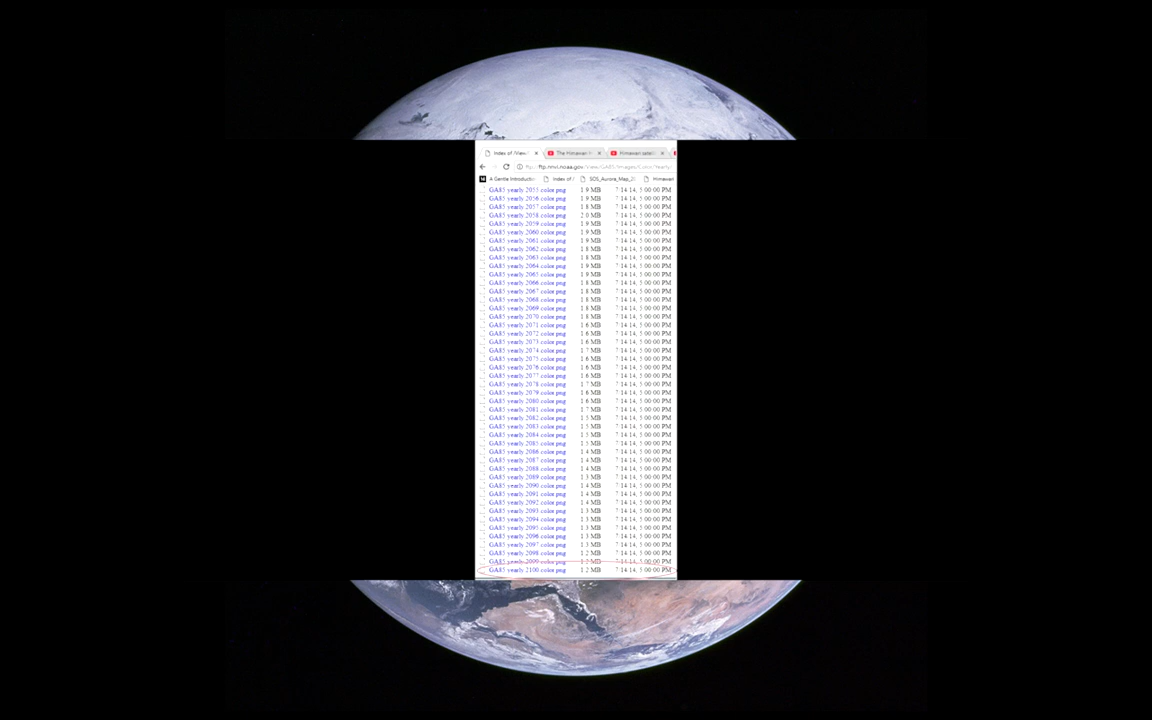 Index of /View/
The Himawari
Himawari satell
ftp.nnvl.noaa.gov
A Gentle Introducti
Index of /
SOS_Aurora_Map_2
Himawari
GA85 yearly 2055 color.png 1.9 MB 7/14/14, 5:00:00 PM
GA85 yearly 2056 color.png 1.9 MB 7/14/14, 5:00:00 PM
GA85 yearly 2057 color.png 1.8 MB 7/14/14, 5:00:00 PM
GA85 yearly 2058 color.png 2.0 MB 7/14/14, 5:00:00 PM
GA85 yearly 2059 color.png 1.9 MB 7/14/14, 5:00:00 PM
GA85 yearly 2060 color.png 1.9 MB 7/14/14, 5:00:00 PM
GA85 yearly 2061 color.png 1.9 MB 7/14/14, 5:00:00 PM
GA85 yearly 2062 color.png 1.8 MB 7/14/14, 5:00:00 PM
GA85 yearly 2063 color.png 1.8 MB 7/14/14, 5:00:00 PM
GA85 yearly 2064 color.png 1.9 MB 7/14/14, 5:00:00 PM
GA85 yearly 2065 color.png 1.9 MB 7/14/14, 5:00:00 PM
GA85 yearly 2066 color.png 1.8 MB 7/14/14, 5:00:00 PM
GA85 yearly 2067 color.png 1.8 MB 7/14/14, 5:00:00 PM
GA85 yearly 2068 color.png 1.8 MB 7/14/14, 5:00:00 PM
GA85 yearly 2069 color.png 1.8 MB 7/14/14, 5:00:00 PM
GA85 yearly 2070 color.png 1.8 MB 7/14/14, 5:00:00 PM
GA85 yearly 2071 color.png 1.6 MB 7/14/14, 5:00:00 PM
GA85 yearly 2072 color.png 1.6 MB 7/14/14, 5:00:00 PM
GA85 yearly 2073 color.png 1.6 MB 7/14/14, 5:00:00 PM
GA85 yearly 2074 color.png 1.7 MB 7/14/14, 5:00:00 PM
GA85 yearly 2075 color.png 1.6 MB 7/14/14, 5:00:00 PM
GA85 yearly 2076 color.png 1.6 MB 7/14/14, 5:00:00 PM
GA85 yearly 2077 color.png 1.6 MB 7/14/14, 5:00:00 PM
GA85 yearly 2078 color.png 1.7 MB 7/14/14, 5:00:00 PM
GA85 yearly 2079 color.png 1.6 MB 7/14/14, 5:00:00 PM
GA85 yearly 2080 color.png 1.6 MB 7/14/14, 5:00:00 PM
GA85 yearly 2081 color.png 1.7 MB 7/14/14, 5:00:00 PM
GA85 yearly 2082 color.png 1.5 MB 7/14/14, 5:00:00 PM
GA85 yearly 2083 color.png 1.5 MB 7/14/14, 5:00:00 PM
GA85 yearly 2084 color.png 1.5 MB 7/14/14, 5:00:00 PM
GA85 yearly 2085 color.png 1.5 MB 7/14/14, 5:00:00 PM
GA85 yearly 2086 color.png 1.4 MB 7/14/14, 5:00:00 PM
GA85 yearly 2087 color.png 1.4 MB 7/14/14, 5:00:00 PM
GA85 yearly 2088 color.png 1.4 MB 7/14/14, 5:00:00 PM
GA85 yearly 2089 color.png 1.3 MB 7/14/14, 5:00:00 PM
GA85 yearly 2090 color.png 1.4 MB 7/14/14, 5:00:00 PM
GA85 yearly 2091 color.png 1.4 MB 7/14/14, 5:00:00 PM
GA85 yearly 2092 color.png 1.4 MB 7/14/14, 5:00:00 PM
GA85 yearly 2093 color.png 1.3 MB 7/14/14, 5:00:00 PM
GA85 yearly 2094 color.png 1.3 MB 7/14/14, 5:00:00 PM
GA85 yearly 2095 color.png 1.3 MB 7/14/14, 5:00:00 PM
GA85 yearly 2096 color.png 1.3 MB 7/14/14, 5:00:00 PM
GA85 yearly 2097 color.png 1.3 MB 7/14/14, 5:00:00 PM
GA85 yearly 2098 color.png 1.2 MB 7/14/14, 5:00:00 PM
GA85 yearly 2099 color.png 1.2 MB 7/14/14, 5:00:00 PM
GA85 yearly 2100 color.png 1.2 MB 7/14/14, 5:00:00 PM